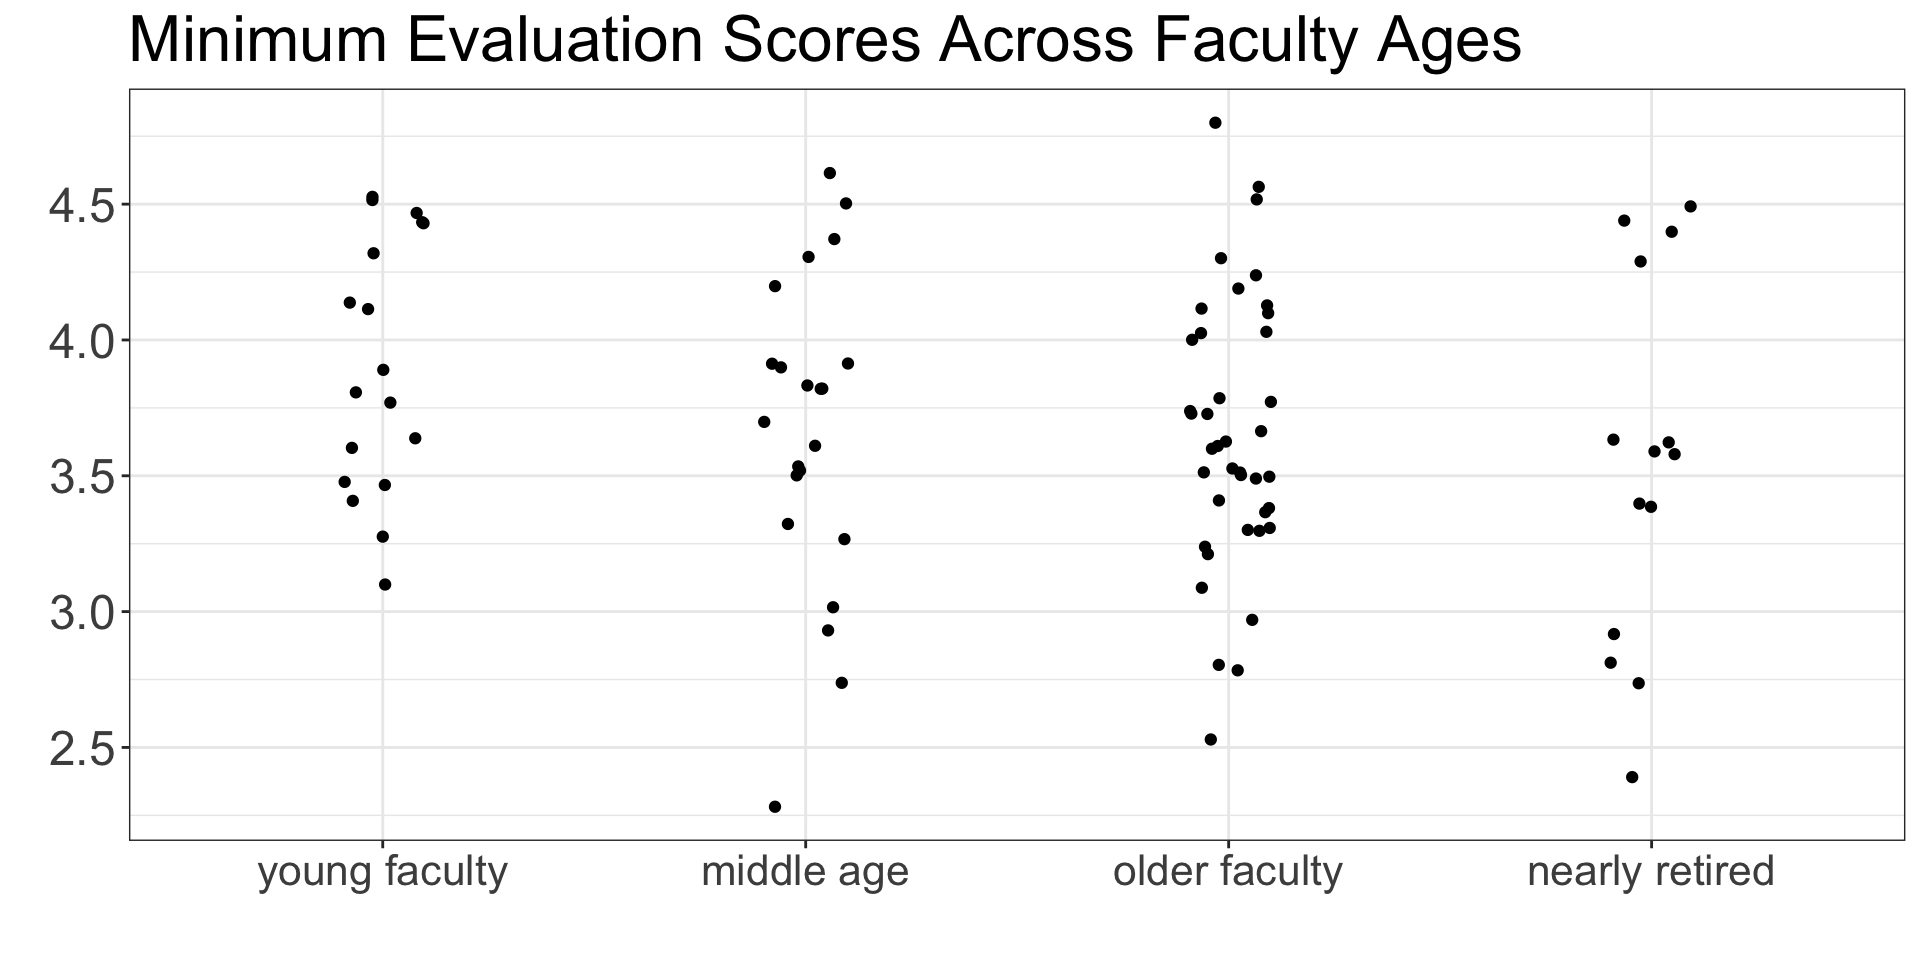 Minimum Evaluation Scores Across Faculty Ages
4.5
4.0
3.5
3.0
2.5
young faculty middle age older faculty nearly retired